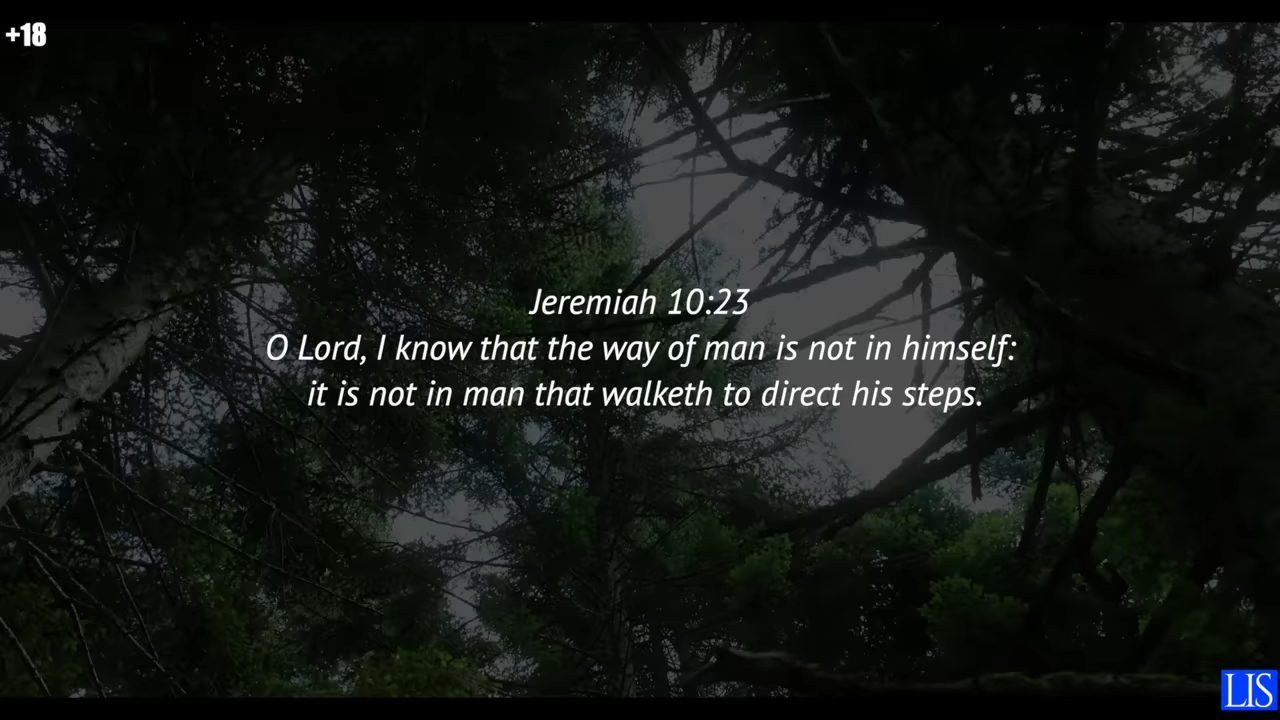 +18
Jeremiah 10:23
O Lord, I know that the way of man is not in himself:
it is not in man that walketh to direct his steps.
LIS